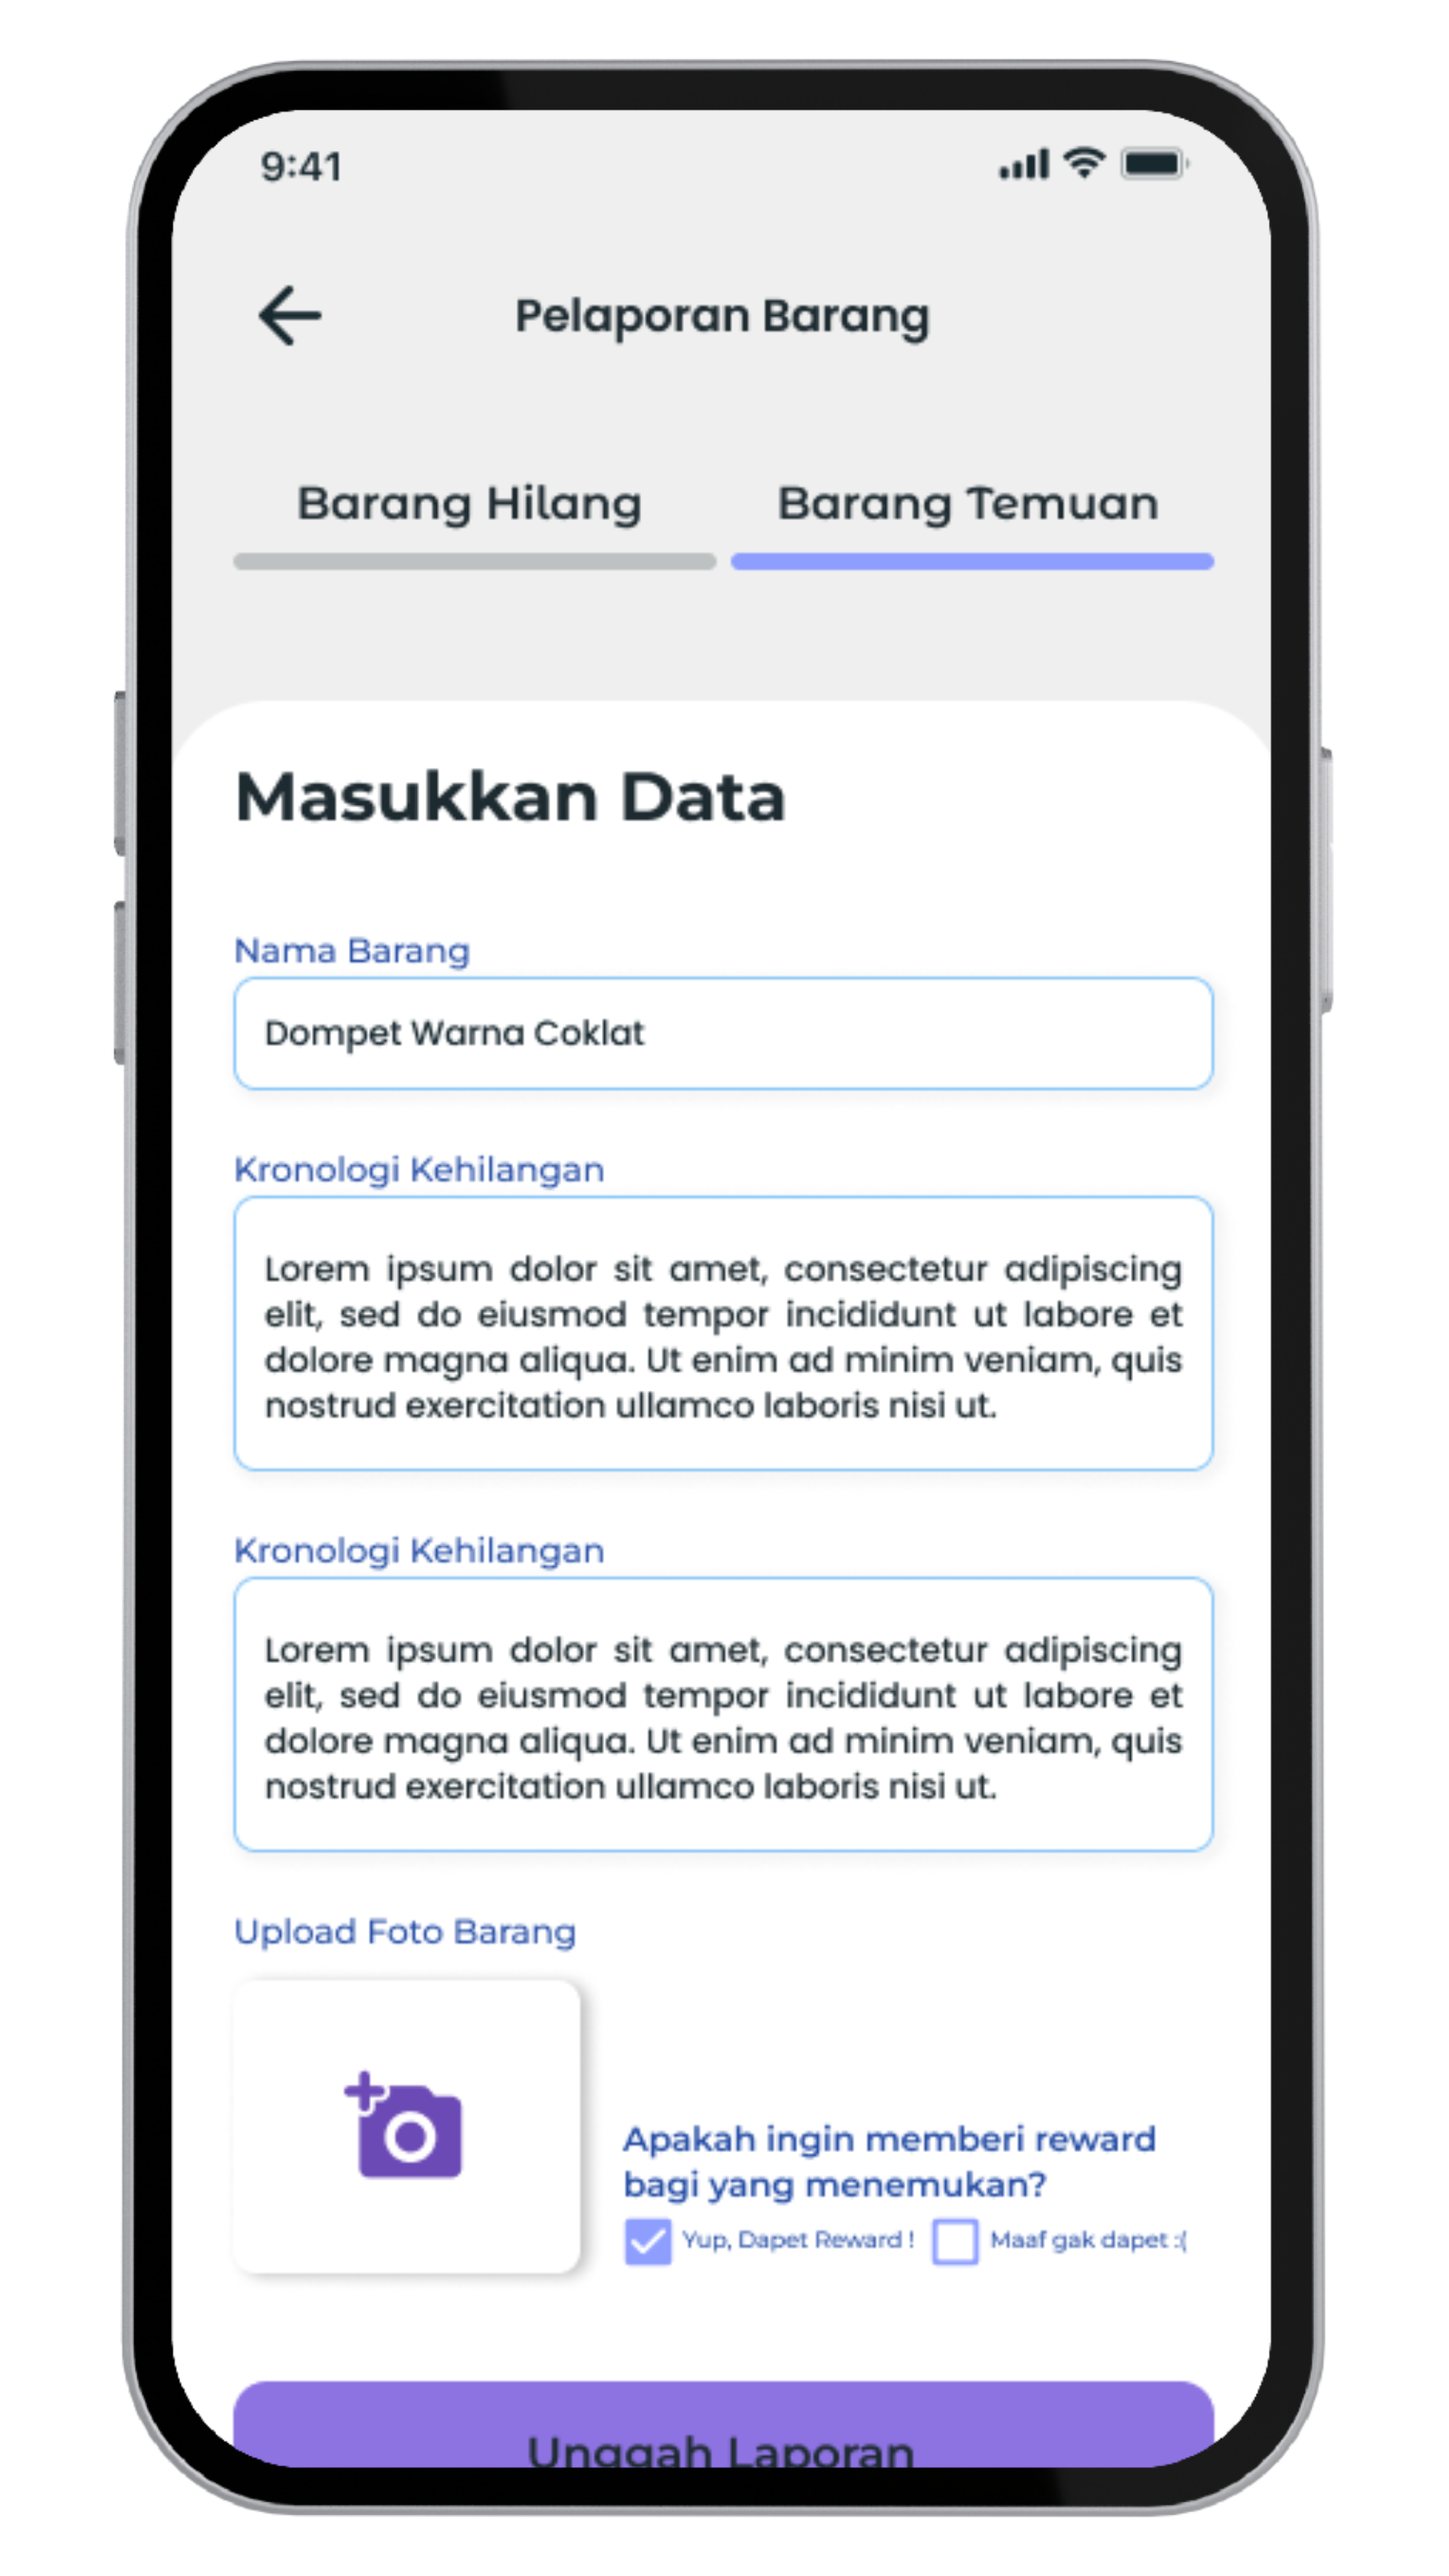 9:41
Pelaporan Barang
Barang Hilang Barang Temuan
Masukkan Data
Nama Barang
Dompet Warna Coklat
Kronologi Kehilangan
Lorem ipsum dolor sit amet, consectetur adipiscing
elit, sed do eiusmod tempor incididunt ut labore et
dolore magna aliqua. Ut enim ad minim veniam, quis
nostrud exercitation ullamco laboris nisi ut.
Kronologi Kehilangan
Lorem ipsum dolor sit amet, consectetur adipiscing
elit, sed do eiusmod tempor incididunt ut labore et
dolore magna aliqua. Ut enim ad minim veniam, quis
nostrud exercitation ullamco laboris nisi ut.
Upload Foto Barang
Apakah ingin memberi reward
bagi yang menemukan?
Yup, Dapet Reward ! Maaf gak dapet :(
Unggah Laporan